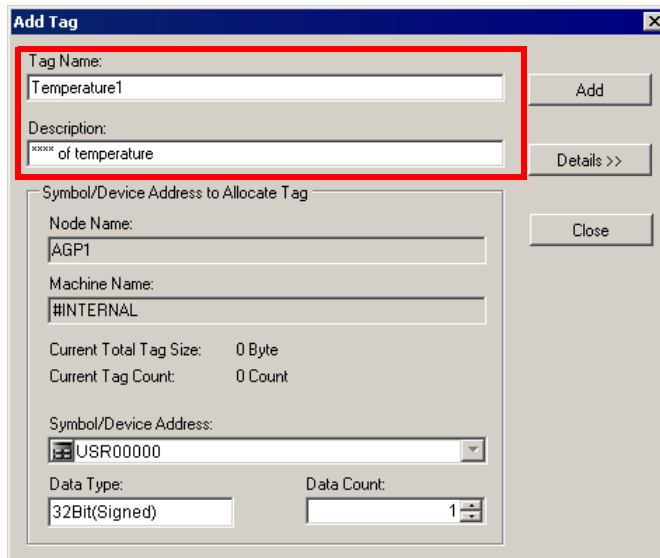 Add Tag
Tag Name:
Temperature1
Add
Description:
**** of temperature
Details >>
Symbol/Device Address to Allocate Tag
Node Name:
Close
AGP1
Machine Name:
#INTERNAL
Current Total Tag Size: 0 Byte
Current Tag Count: 0 Count
Symbol/Device Address:
USR00000
Data Type: Data Count:
32Bit(Signed) 1